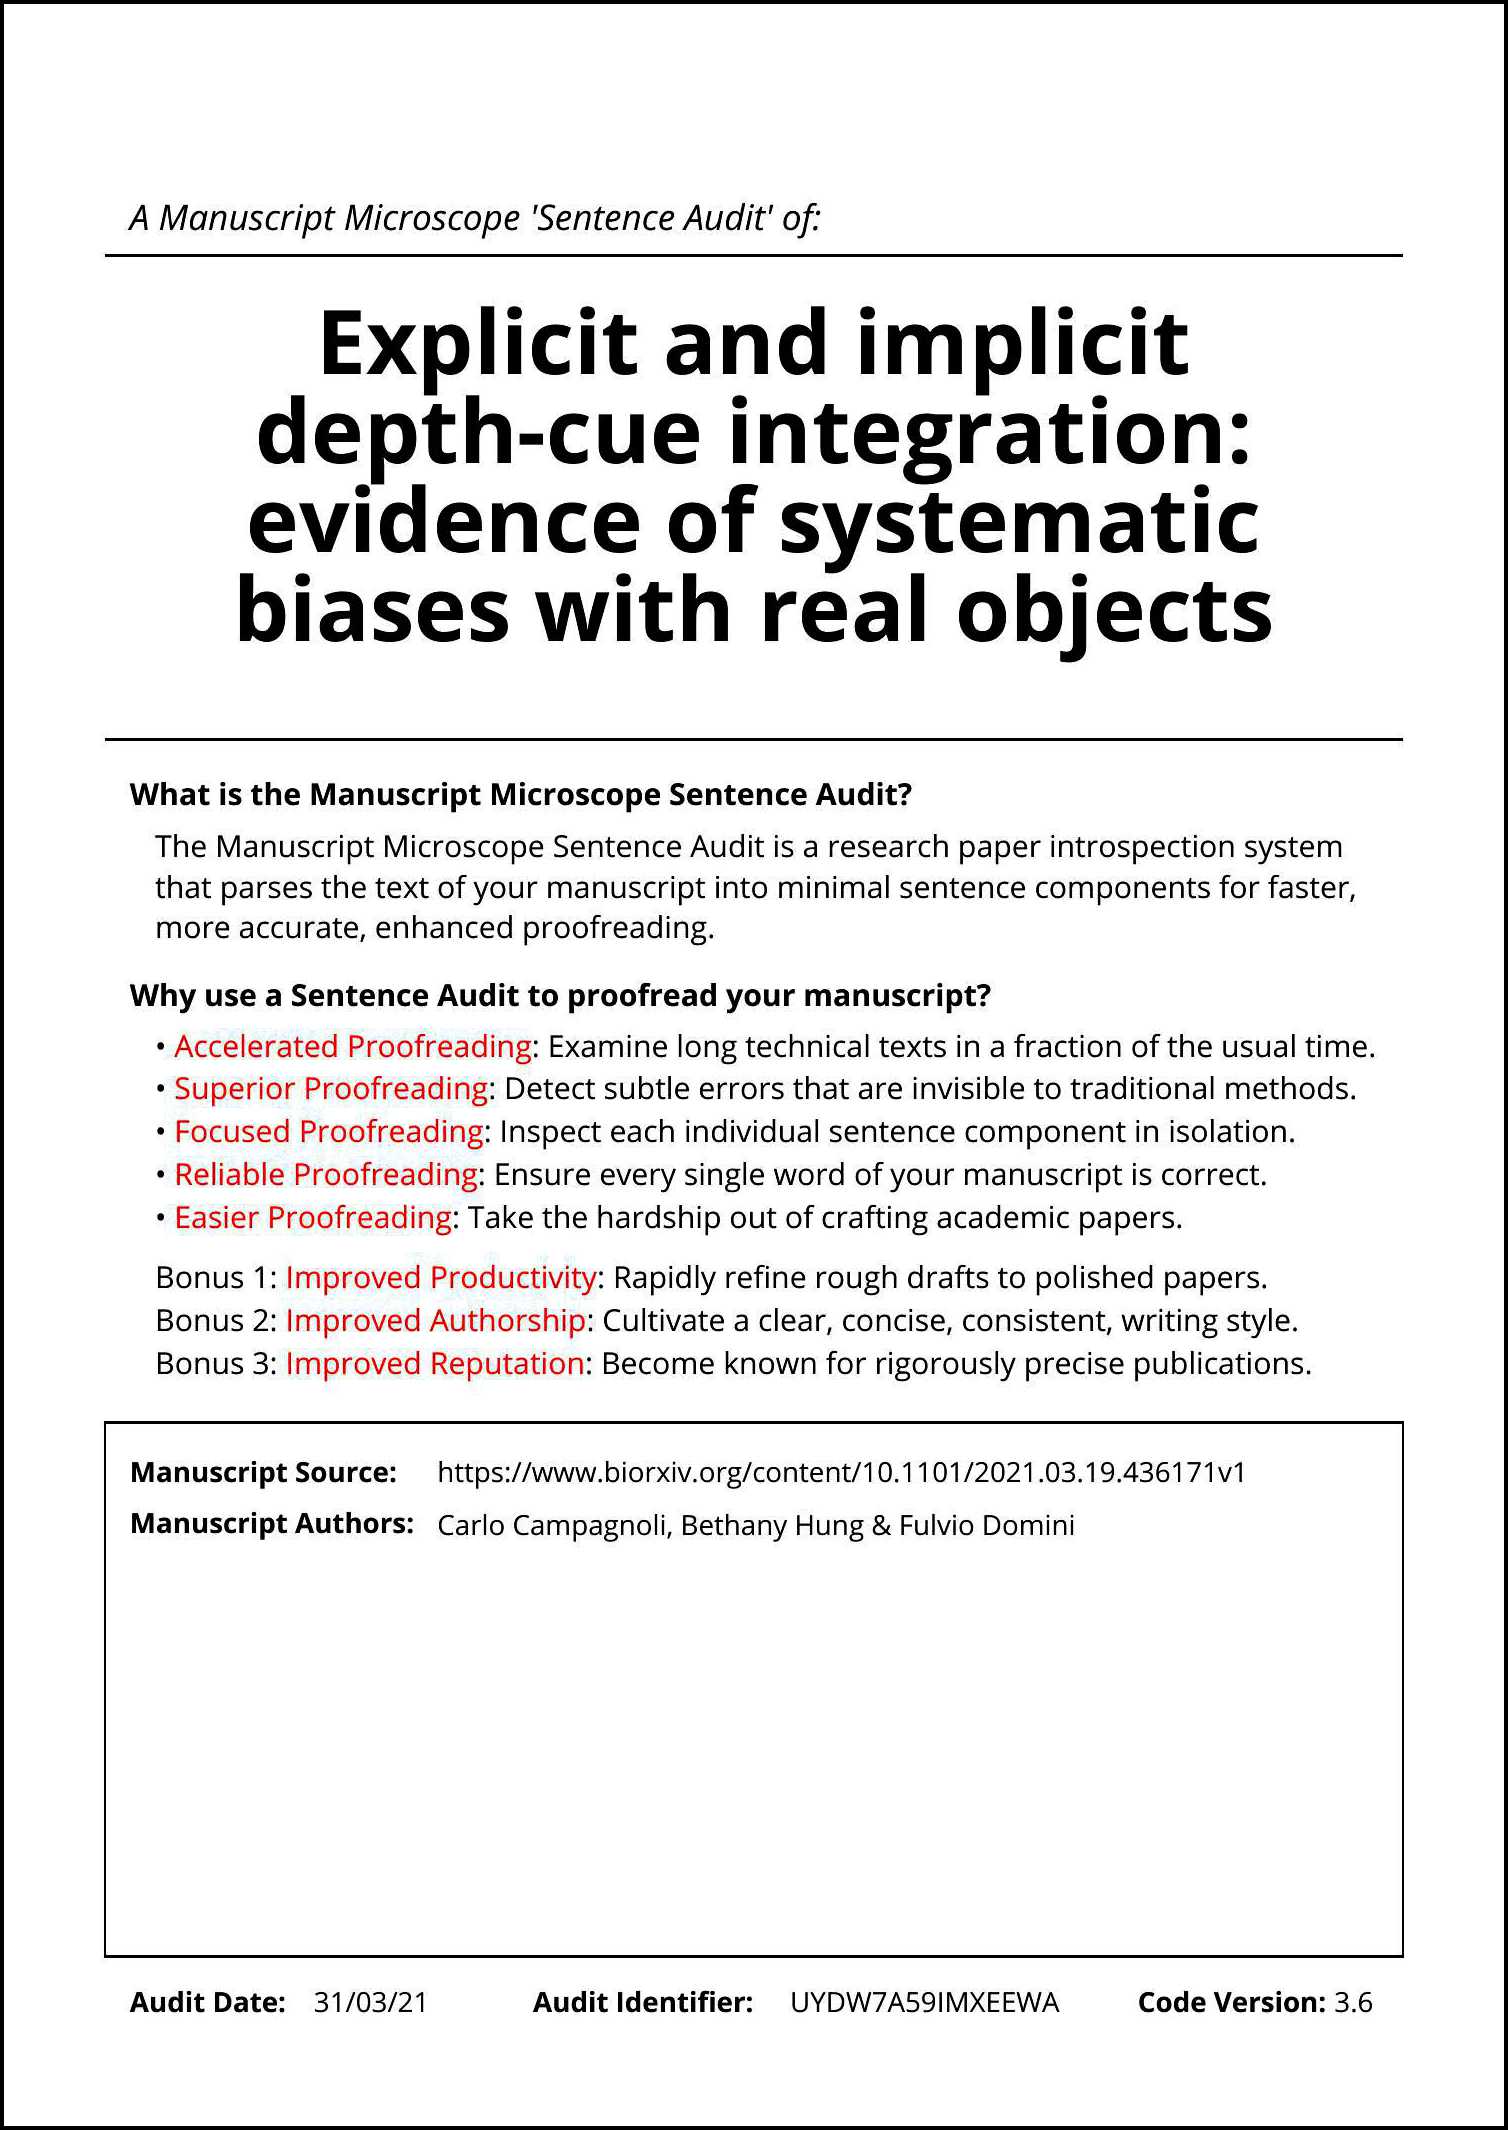 A Manuscript Microscope 'Sentence Audit' of:
Explicit and implicit
depth-cue integration:
evidence of systematic
biases with real objects
What is the Manuscript Microscope Sentence Audit?
The Manuscript Microscope Sentence Audit is a research paper introspection system
that parses the text of your manuscript into minimal sentence components for faster,
more accurate, enhanced proofreading.
Why use a Sentence Audit to proofread your manuscript?
• Accelerated Proofreading: Examine long technical texts in a fraction of the usual time.
• Superior Proofreading: Detect subtle errors that are invisible to traditional methods.
• Focused Proofreading: Inspect each individual sentence component in isolation.
• Reliable Proofreading: Ensure every single word of your manuscript is correct.
• Easier Proofreading: Take the hardship out of crafting academic papers.
Bonus 1: Improved Productivity: Rapidly refine rough drafts to polished papers.
Bonus 2: Improved Authorship: Cultivate a clear, concise, consistent, writing style.
Bonus 3: Improved Reputation: Become known for rigorously precise publications.
Manuscript Source: https://www.biorxiv.org/content/10.1101/2021.03.19.436171v1
Manuscript Authors: Carlo Campagnoli, Bethany Hung & Fulvio Domini
Audit Date: 31/03/21 Audit Identifier: UYDW7A59IMXEEWA Code Version: 3.6